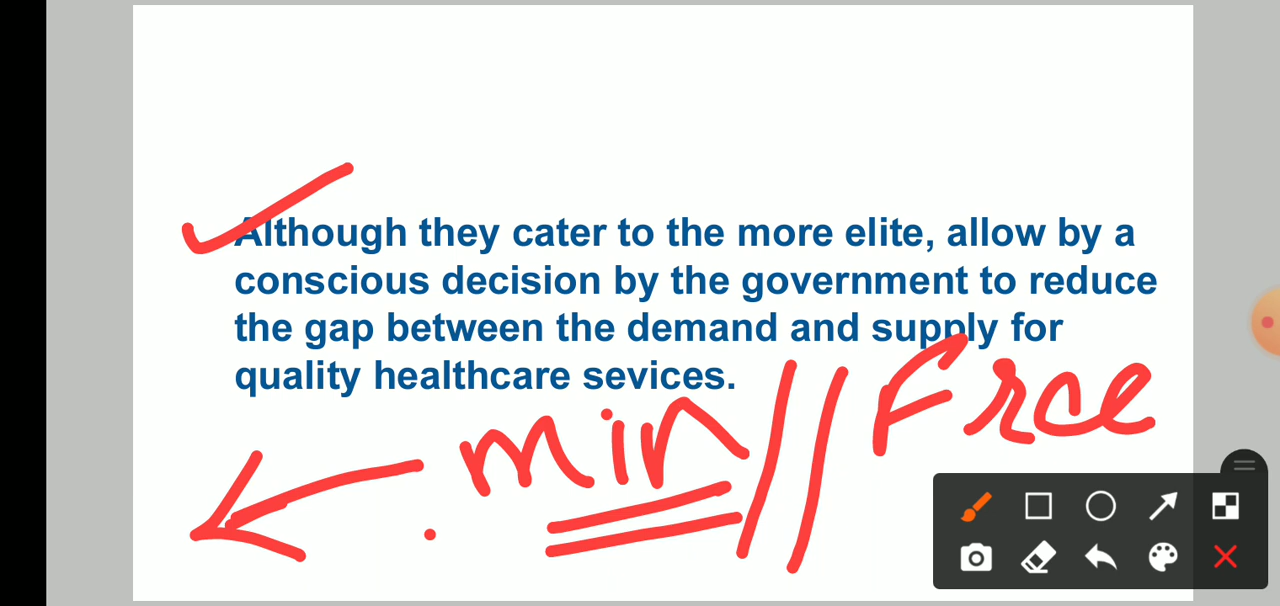 Although they cater to the more elite, allow by a
conscious decision by the government to reduce
the gap between the demand and supply for
quality healthcare sevices.
min // Free